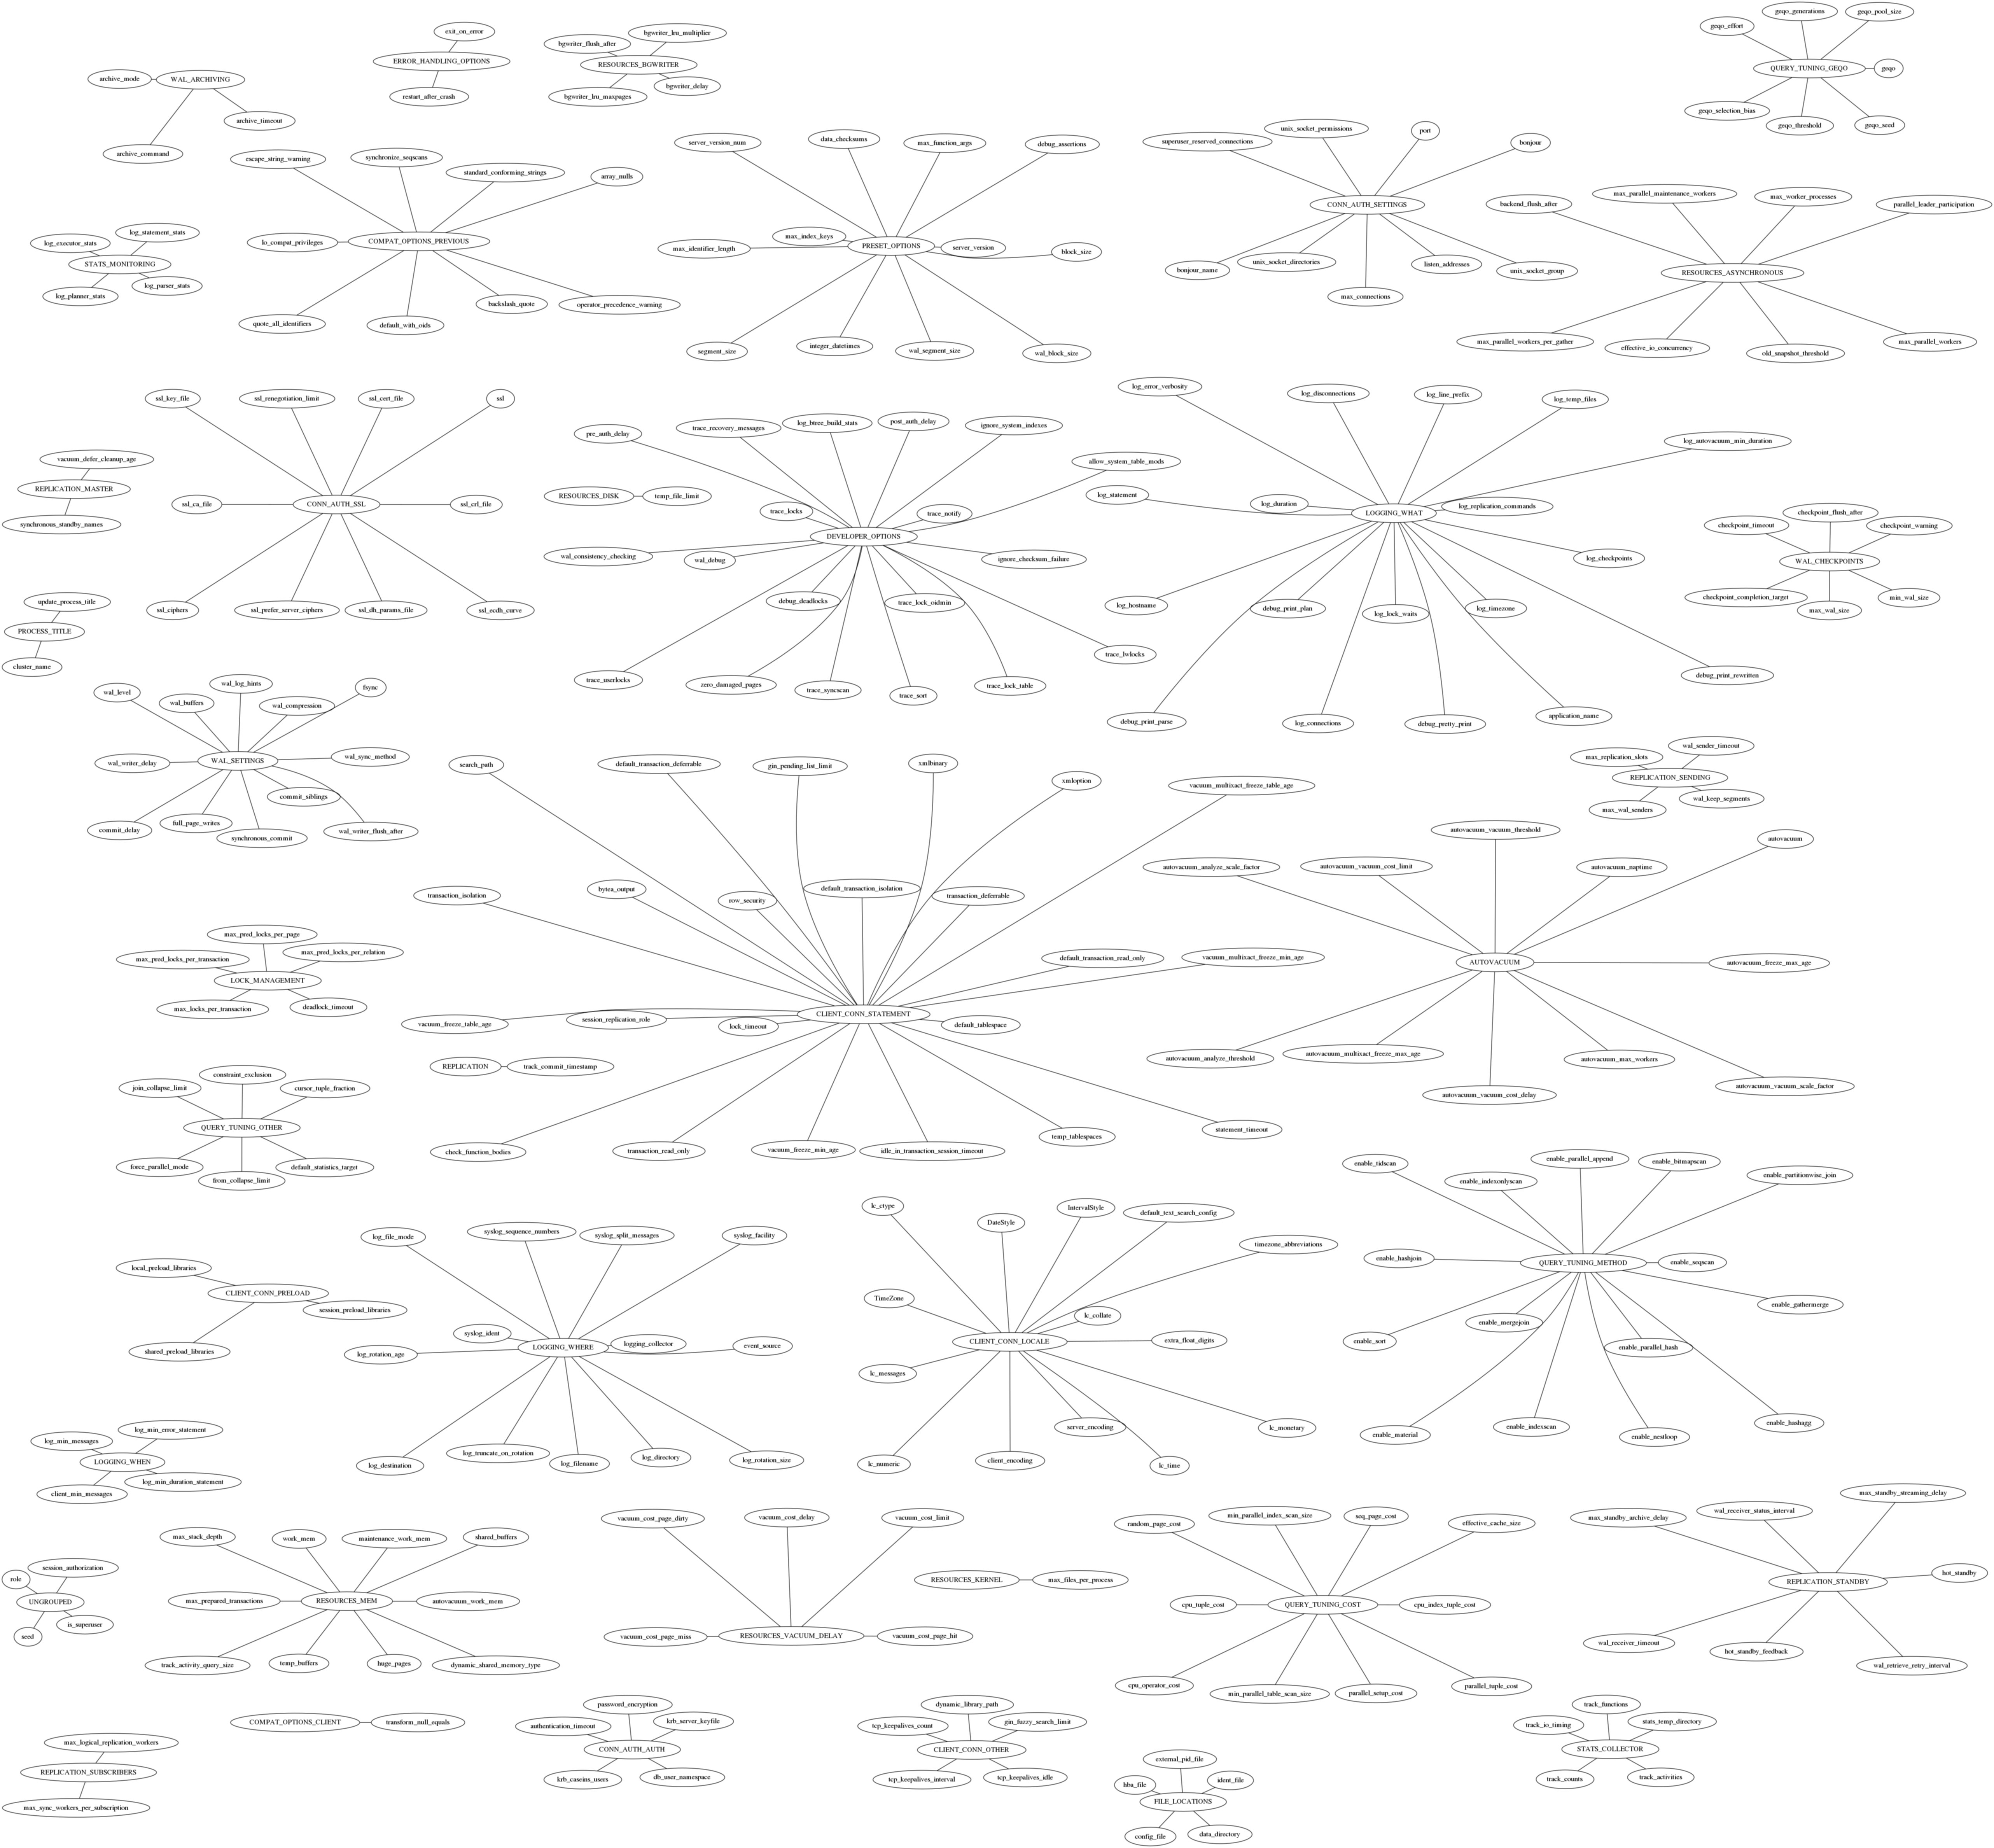 exit_on_error
ERROR_HANDLING_OPTIONS
restart_after_crash
bgwriter_flush_after
bgwriter_lru_multiplier
RESOURCES_BGWRITER
bgwriter_lru_maxpages
bgwriter_delay
geqo_effort
geqo_generations
geqo_pool_size
QUERY_TUNING_GEQO
geqo
geqo_selection_bias
geqo_threshold
geqo_seed
archive_mode
WAL_ARCHIVING
archive_timeout
archive_command
escape_string_warning
synchronize_seqscans
standard_conforming_strings
array_nulls
lo_compat_privileges
COMPAT_OPTIONS_PREVIOUS
quote_all_identifiers
default_with_oids
backslash_quote
operator_precedence_warning
server_version_num
data_checksums
max_function_args
debug_assertions
max_identifier_length
max_index_keys
PRESET_OPTIONS
server_version
block_size
segment_size
integer_datetimes
wal_segment_size
wal_block_size
superuser_reserved_connections
unix_socket_permissions
port
bonjour
CONN_AUTH_SETTINGS
bonjour_name
unix_socket_directories
max_connections
listen_addresses
unix_socket_group
backend_flush_after
max_parallel_maintenance_workers
max_worker_processes
parallel_leader_participation
RESOURCES_ASYNCHRONOUS
max_parallel_workers_per_gather
effective_io_concurrency
old_snapshot_threshold
max_parallel_workers
log_executor_stats
log_statement_stats
STATS_MONITORING
log_planner_stats
log_parser_stats
ssl_key_file
ssl_renegotiation_limit
ssl_cert_file
ssl
ssl_ca_file
CONN_AUTH_SSL
ssl_crl_file
ssl_ciphers
ssl_prefer_server_ciphers
ssl_dh_params_file
ssl_ecdh_curve
vacuum_defer_cleanup_age
REPLICATION_MASTER
synchronous_standby_names
RESOURCES_DISK
temp_file_limit
pre_auth_delay
trace_recovery_messages
log_btree_build_stats
post_auth_delay
ignore_system_indexes
allow_system_table_mods
trace_locks
trace_notify
DEVELOPER_OPTIONS
wal_consistency_checking
wal_debug
ignore_checksum_failure
debug_deadlocks
trace_lock_oidmin
trace_userlocks
zero_damaged_pages
trace_syncscan
trace_sort
trace_lock_table
trace_lwlocks
log_error_verbosity
log_disconnections
log_line_prefix
log_temp_files
log_autovacuum_min_duration
log_statement
log_duration
LOGGING_WHAT
log_replication_commands
log_checkpoints
log_hostname
debug_print_plan
log_lock_waits
log_timezone
debug_print_parse
log_connections
debug_pretty_print
application_name
debug_print_rewritten
checkpoint_timeout
checkpoint_flush_after
checkpoint_warning
WAL_CHECKPOINTS
checkpoint_completion_target
max_wal_size
min_wal_size
update_process_title
PROCESS_TITLE
cluster_name
wal_level
wal_buffers
wal_log_hints
wal_compression
fsync
wal_writer_delay
WAL_SETTINGS
wal_sync_method
commit_delay
full_page_writes
synchronous_commit
commit_siblings
wal_writer_flush_after
search_path
default_transaction_deferrable
gin_pending_list_limit
xmlbinary
xmloption
vacuum_multixact_freeze_table_age
transaction_isolation
bytea_output
row_security
default_transaction_isolation
transaction_deferrable
default_transaction_read_only
vacuum_multixact_freeze_min_age
vacuum_freeze_table_age
session_replication_role
lock_timeout
CLIENT_CONN_STATEMENT
default_tablespace
check_function_bodies
transaction_read_only
vacuum_freeze_min_age
idle_in_transaction_session_timeout
temp_tablespaces
statement_timeout
max_replication_slots
wal_sender_timeout
REPLICATION_SENDING
max_wal_senders
wal_keep_segments
autovacuum_analyze_scale_factor
autovacuum_vacuum_cost_limit
autovacuum_vacuum_threshold
autovacuum_naptime
autovacuum
AUTOVACUUM
autovacuum_freeze_max_age
autovacuum_analyze_threshold
autovacuum_multixact_freeze_max_age
autovacuum_vacuum_cost_delay
autovacuum_max_workers
autovacuum_vacuum_scale_factor
max_pred_locks_per_transaction
max_pred_locks_per_page
max_pred_locks_per_relation
LOCK_MANAGEMENT
max_locks_per_transaction
deadlock_timeout
REPLICATION
track_commit_timestamp
join_collapse_limit
constraint_exclusion
cursor_tuple_fraction
QUERY_TUNING_OTHER
force_parallel_mode
from_collapse_limit
default_statistics_target
enable_tidscan
enable_indexonlyscan
enable_parallel_append
enable_bitmapscan
enable_partitionwise_join
enable_hashjoin
QUERY_TUNING_METHOD
enable_seqscan
enable_gathermerge
enable_sort
enable_mergejoin
enable_parallel_hash
enable_material
enable_indexscan
enable_nestloop
enable_hashagg
local_preload_libraries
CLIENT_CONN_PRELOAD
session_preload_libraries
shared_preload_libraries
log_file_mode
syslog_sequence_numbers
syslog_split_messages
syslog_facility
syslog_ident
log_rotation_age
LOGGING_WHERE
logging_collector
event_source
log_destination
log_truncate_on_rotation
log_filename
log_directory
log_rotation_size
lc_ctype
DateStyle
IntervalStyle
default_text_search_config
timezone_abbreviations
TimeZone
lc_collate
CLIENT_CONN_LOCALE
extra_float_digits
lc_messages
lc_numeric
client_encoding
server_encoding
lc_time
lc_monetary
log_min_messages
log_min_error_statement
LOGGING_WHEN
client_min_messages
log_min_duration_statement
max_stack_depth
work_mem
maintenance_work_mem
shared_buffers
max_prepared_transactions
RESOURCES_MEM
autovacuum_work_mem
track_activity_query_size
temp_buffers
huge_pages
dynamic_shared_memory_type
vacuum_cost_page_dirty
vacuum_cost_delay
vacuum_cost_limit
vacuum_cost_page_miss
RESOURCES_VACUUM_DELAY
vacuum_cost_page_hit
RESOURCES_KERNEL
max_files_per_process
random_page_cost
min_parallel_index_scan_size
seq_page_cost
effective_cache_size
cpu_tuple_cost
QUERY_TUNING_COST
cpu_index_tuple_cost
cpu_operator_cost
min_parallel_table_scan_size
parallel_setup_cost
parallel_tuple_cost
max_standby_archive_delay
wal_receiver_status_interval
max_standby_streaming_delay
REPLICATION_STANDBY
hot_standby
wal_receiver_timeout
hot_standby_feedback
wal_retrieve_retry_interval
role
session_authorization
UNGROUPED
seed
is_superuser
COMPAT_OPTIONS_CLIENT
transform_null_equals
authentication_timeout
password_encryption
krb_server_keyfile
CONN_AUTH_AUTH
krb_caseins_users
db_user_namespace
tcp_keepalives_count
dynamic_library_path
gin_fuzzy_search_limit
CLIENT_CONN_OTHER
tcp_keepalives_interval
tcp_keepalives_idle
track_io_timing
track_functions
stats_temp_directory
STATS_COLLECTOR
track_counts
track_activities
max_logical_replication_workers
REPLICATION_SUBSCRIBERS
max_sync_workers_per_subscription
hba_file
external_pid_file
ident_file
FILE_LOCATIONS
config_file
data_directory